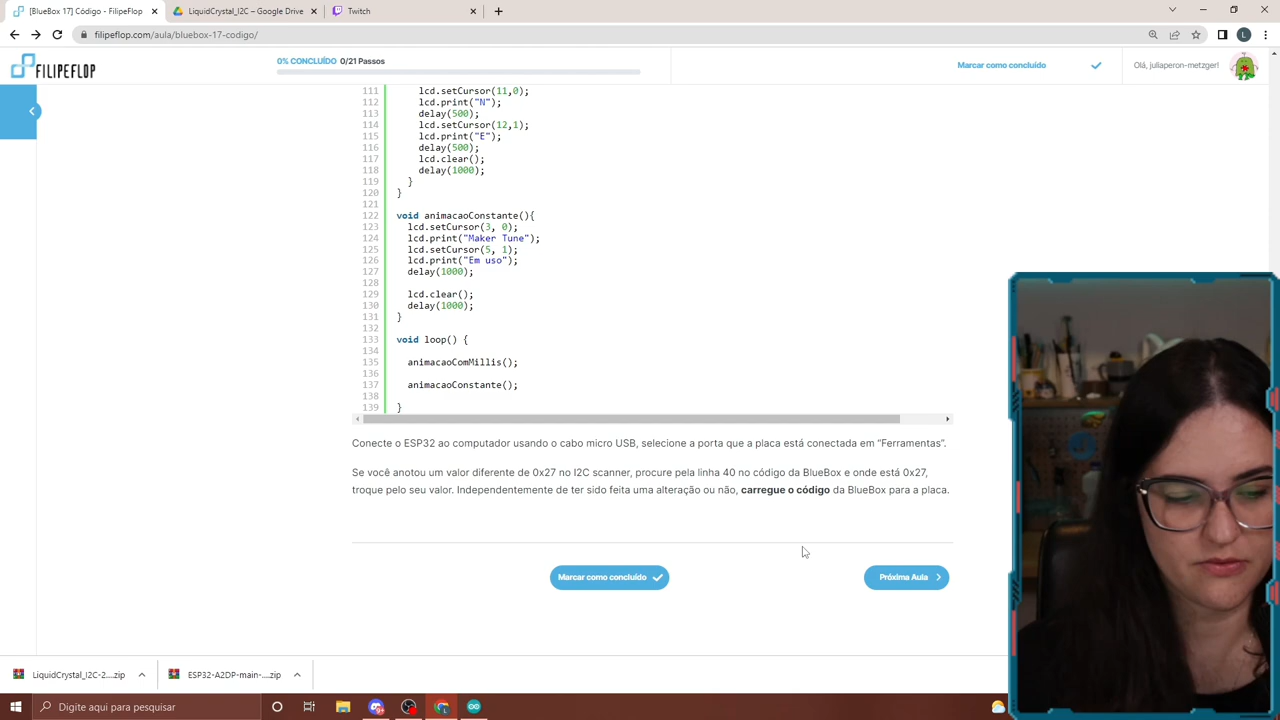 [BlueBox 17] Código - FilipeFlop
LiquidCrystal_I2C – Google Drive
Twitch
filipeflop.com/aula/bluebox-17-codigo/
L
FILIPEFLOP
0% CONCLUÍDO 0/21 Passos
Marcar como concluído
Olá, juliaperon-metzger!
111 lcd.setCursor(11,0);
112 lcd.print("N");
113 delay(500);
114 lcd.setCursor(12,1);
115 lcd.print("E");
116 delay(500);
117 lcd.clear();
118 delay(1000);
119 }
120 }
121
122 void animacaoConstante(){
123 lcd.setCursor(3, 0);
124 lcd.print("Maker Tune");
125 lcd.setCursor(5, 1);
126 lcd.print("Em uso");
127 delay(1000);
128
129 lcd.clear();
130 delay(1000);
131 }
132
133 void loop() {
134
135 animacaoComMillis();
136
137 animacaoConstante();
138
139 }
Conecte o ESP32 ao computador usando o cabo micro USB, selecione a porta que a placa está conectada em “Ferramentas”.
Se você anotou um valor diferente de 0x27 no I2C scanner, procure pela linha 40 no código da BlueBox e onde está 0x27,
troque pelo seu valor. Independentemente de ter sido feita uma alteração ou não, carregue o código da BlueBox para a placa.
Marcar como concluído
Próxima Aula
LiquidCrystal_I2C-2....zip
ESP32-A2DP-main-....zip
Digite aqui para pesquisar